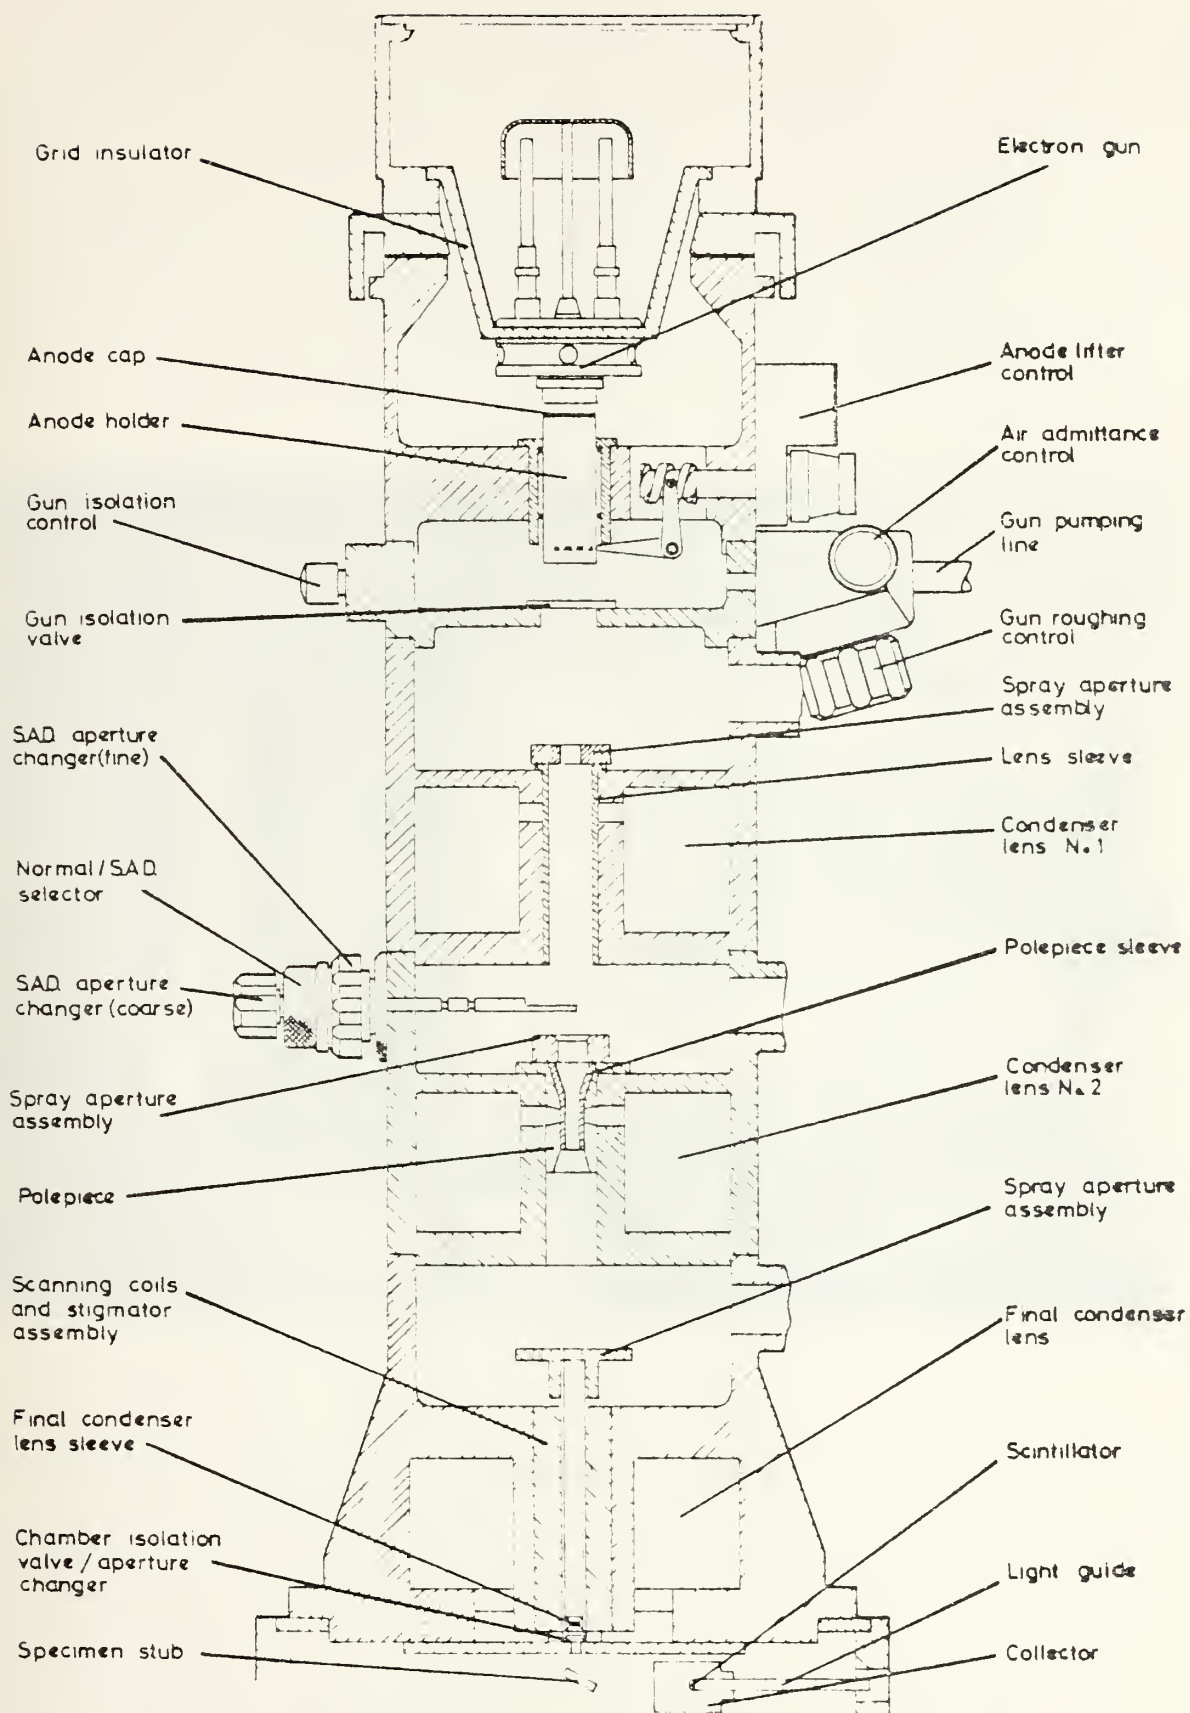 Grid insulator
Electron gun
Anode cap
Anode lifter
control
Anode holder
Air admittance
control
Gun isolation
control
Gun pumping
line
Gun isolation
valve
Gun roughing
control
Spray aperture
assembly
S.A.D. aperture
changer(fine)
Lens sleeve
Condenser
lens No.1
Normal/S.A.D.
selector
Polepiece sleeve
S.A.D. aperture
changer (coarse)
Condenser
lens No.2
Spray aperture
assembly
Polepiece
Spray aperture
assembly
Scanning coils
and stigmator
assembly
Final condenser
lens
Final condenser
lens sleeve
Scintillator
Chamber isolation
valve / aperture
changer
Light guide
Specimen stub
Collector